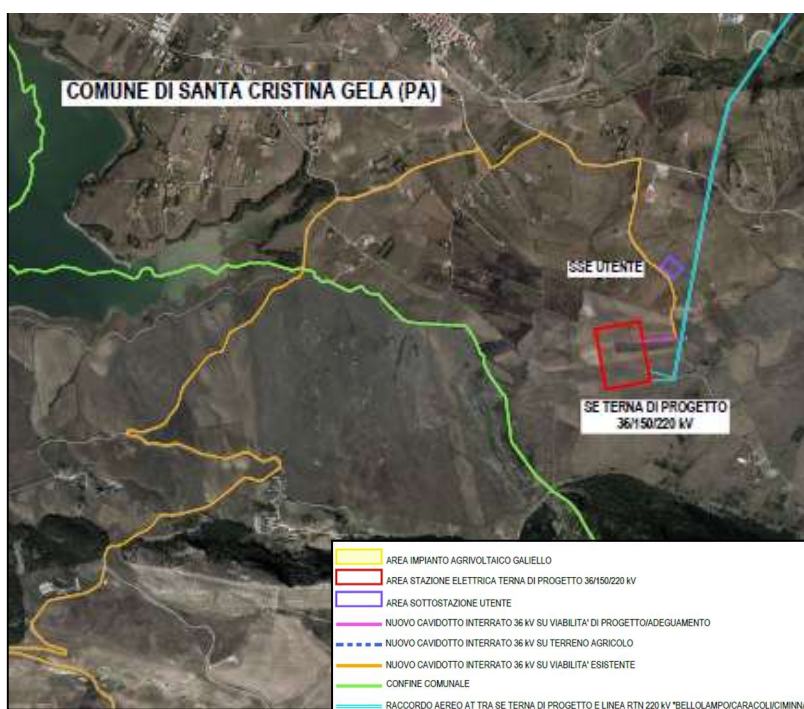 COMUNE DI SANTA CRISTINA GELA (PA)
SSE UTENTE
SE TERNA DI PROGETTO
36/150/220 kV
AREA IMPIANTO AGRIVOLTAICO GALIELLO
AREA STAZIONE ELETTRICA TERNA DI PROGETTO 36/150/220 kV
AREA SOTTOSTAZIONE UTENTE
NUOVO CAVIDOTTO INTERRATO 36 kV SU VIABILITA' DI PROGETTO/ADEGUAMENTO
NUOVO CAVIDOTTO INTERRATO 36 kV SU TERRENO AGRICOLO
NUOVO CAVIDOTTO INTERRATO 36 kV SU VIABILITA' ESISTENTE
CONFINE COMUNALE
RACCORDO AEREO AT TRA SE TERNA DI PROGETTO E LINEA RTN 220 kV "BELLOLAMPO/CARACOLI/CIMINN